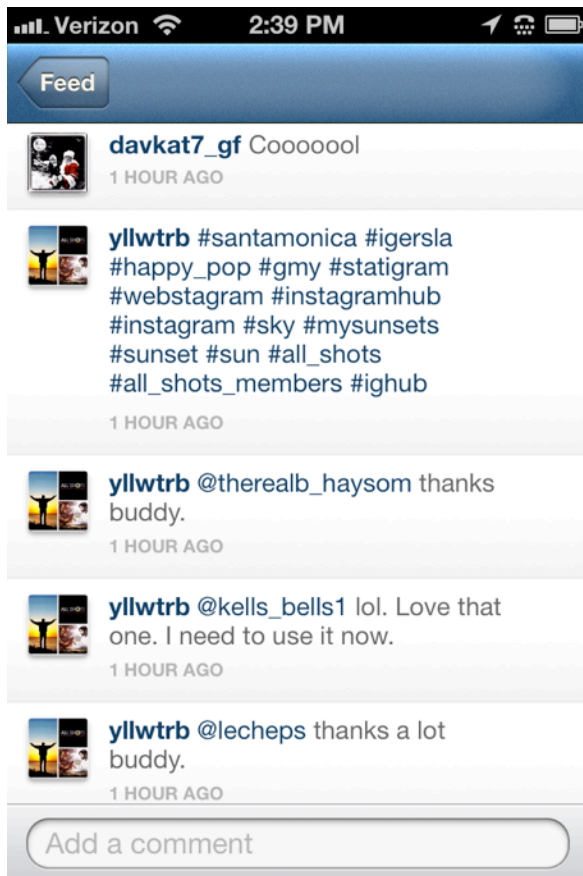 Verizon 2:39 PM
Feed
davkat7_gf Cooooool
1 HOUR AGO
yllwtrb #santamonica #igersla
#happy_pop #gmy #statigram
#webstagram #instagramhub
#instagram #sky #mysunsets
#sunset #sun #all_shots
#all_shots_members #ighub
1 HOUR AGO
yllwtrb @therealb_haysom thanks
buddy.
1 HOUR AGO
yllwtrb @kells_bells1 lol. Love that
one. I need to use it now.
1 HOUR AGO
yllwtrb @lecheps thanks a lot
buddy.
1 HOUR AGO
Add a comment